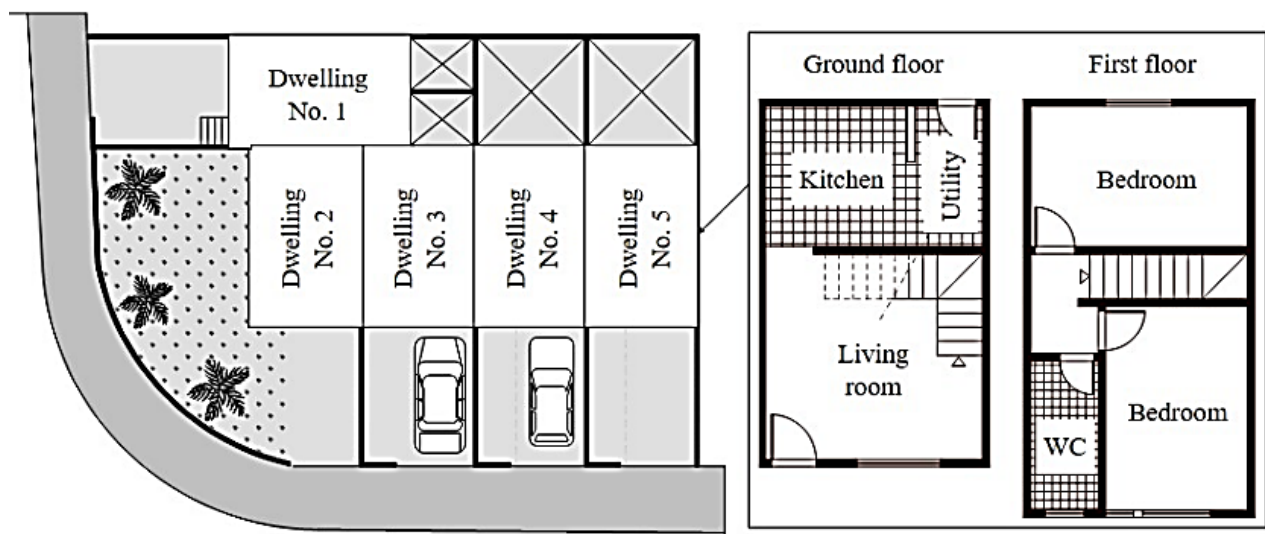 Dwelling
No. 1
Dwelling
No. 2
Dwelling
No. 3
Dwelling
No. 4
Dwelling
No. 5
Ground floor
First floor
Kitchen
Utility
Living
room
Bedroom
Bedroom
WC